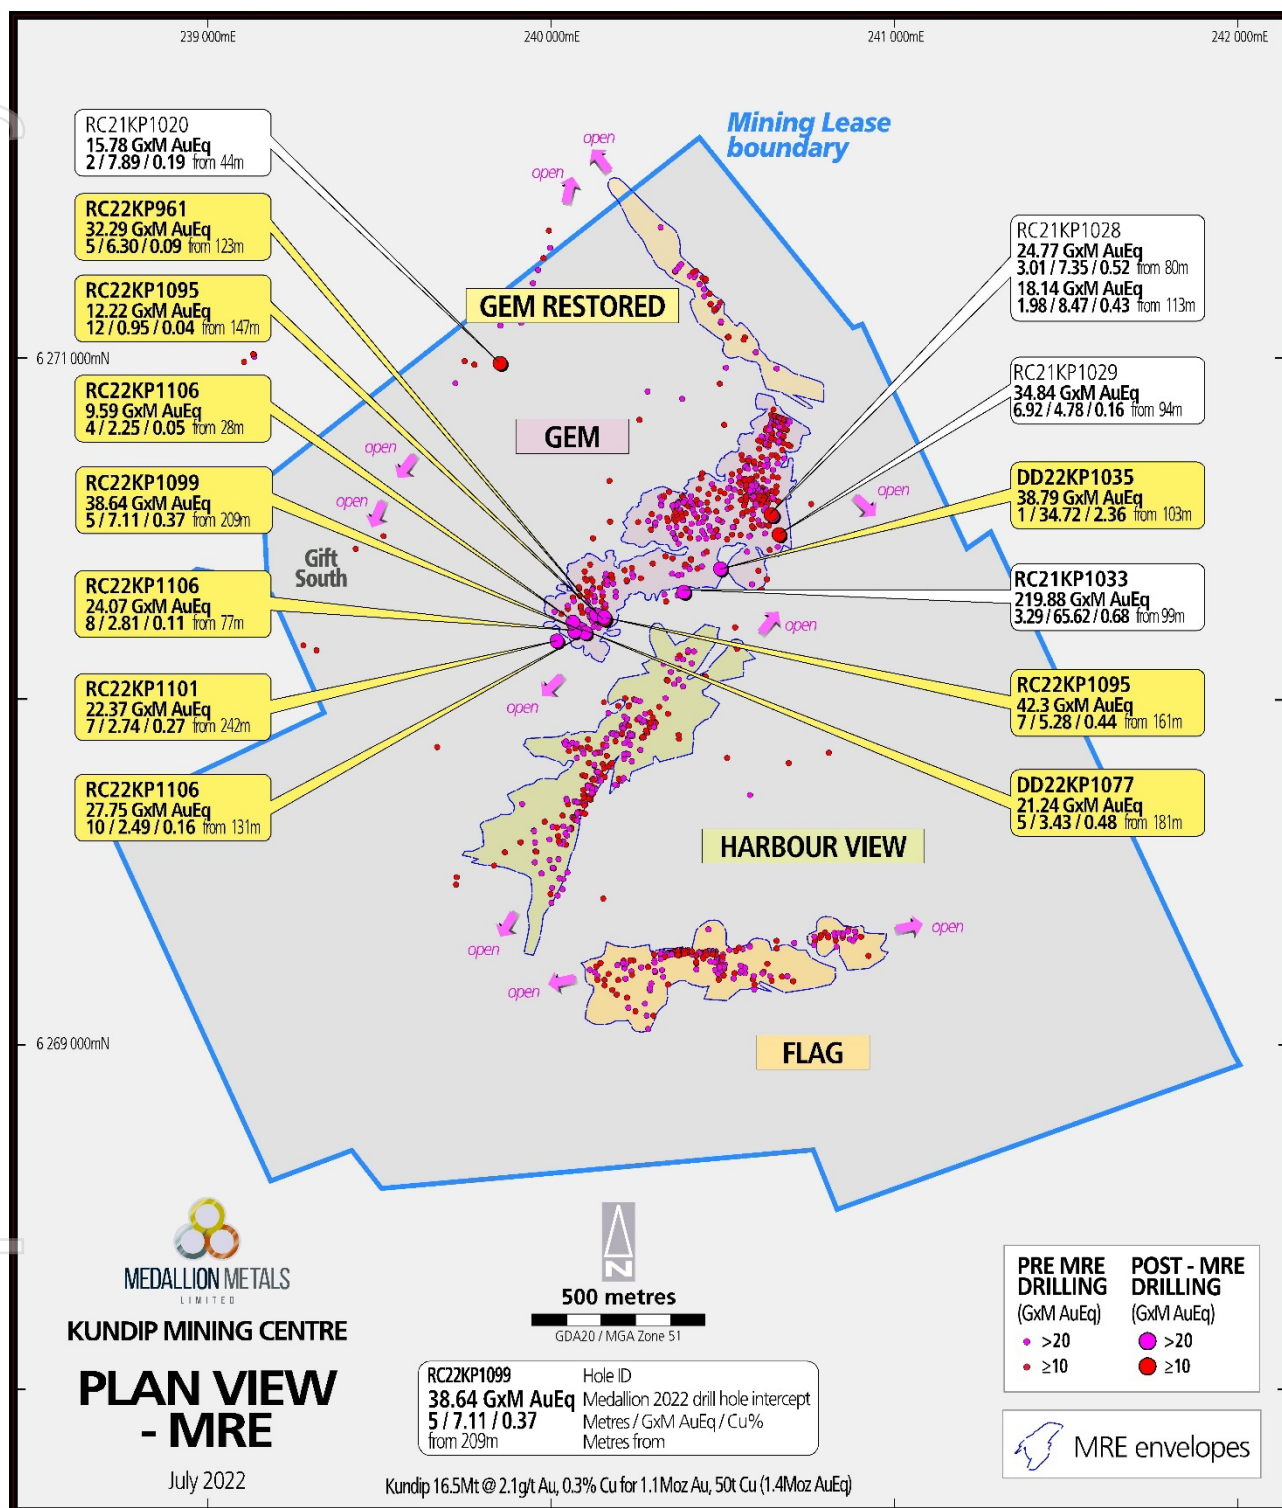 239 000mE
240 000mE
241 000mE
242 000mE
RC21KP1020
15.78 GxM AuEq
2 / 7.89 / 0.19 from 44m
RC22KP961
32.29 GxM AuEq
5 / 6.30 / 0.09 from 123m
RC22KP1095
12.22 GxM AuEq
12 / 0.95 / 0.04 from 147m
6 271 000mN
RC22KP1106
9.59 GxM AuEq
4 / 2.25 / 0.05 from 28m
RC22KP1099
38.64 GxM AuEq
5 / 7.11 / 0.37 from 209m
RC22KP1106
24.07 GxM AuEq
8 / 2.81 / 0.11 from 77m
RC22KP1101
22.37 GxM AuEq
7 / 2.74 / 0.27 from 242m
RC22KP1106
27.75 GxM AuEq
10 / 2.49 / 0.16 from 131m
Mining Lease
boundary
open
open
GEM RESTORED
GEM
open
open
Gift
South
open
open
open
HARBOUR VIEW
open
open
open
FLAG
RC21KP1028
24.77 GxM AuEq
3.01 / 7.35 / 0.52 from 80m
18.14 GxM AuEq
1.98 / 8.47 / 0.43 from 113m
RC21KP1029
34.84 GxM AuEq
6.92 / 4.78 / 0.16 from 94m
DD22KP1035
38.79 GxM AuEq
1 / 34.72 / 2.36 from 103m
RC21KP1033
219.88 GxM AuEq
3.29 / 65.62 / 0.68 from 99m
RC22KP1095
42.3 GxM AuEq
7 / 5.28 / 0.44 from 161m
DD22KP1077
21.24 GxM AuEq
5 / 3.43 / 0.48 from 181m
6 269 000mN
MEDALLION METALS
LIMITED
KUNDIP MINING CENTRE
PLAN VIEW
- MRE
July 2022
N
500 metres
GDA20 / MGA Zone 51
RC22KP1099 Hole ID
38.64 GxM AuEq Medallion 2022 drill hole intercept
5 / 7.11 / 0.37 Metres / GxM AuEq / Cu%
from 209m Metres from
Kundip 16.5Mt @ 2.1g/t Au, 0.3% Cu for 1.1Moz Au, 50t Cu (1.4Moz AuEq)
PRE MRE DRILLING
(GxM AuEq)
>20
≥10
POST - MRE DRILLING
(GxM AuEq)
>20
≥10
MRE envelopes